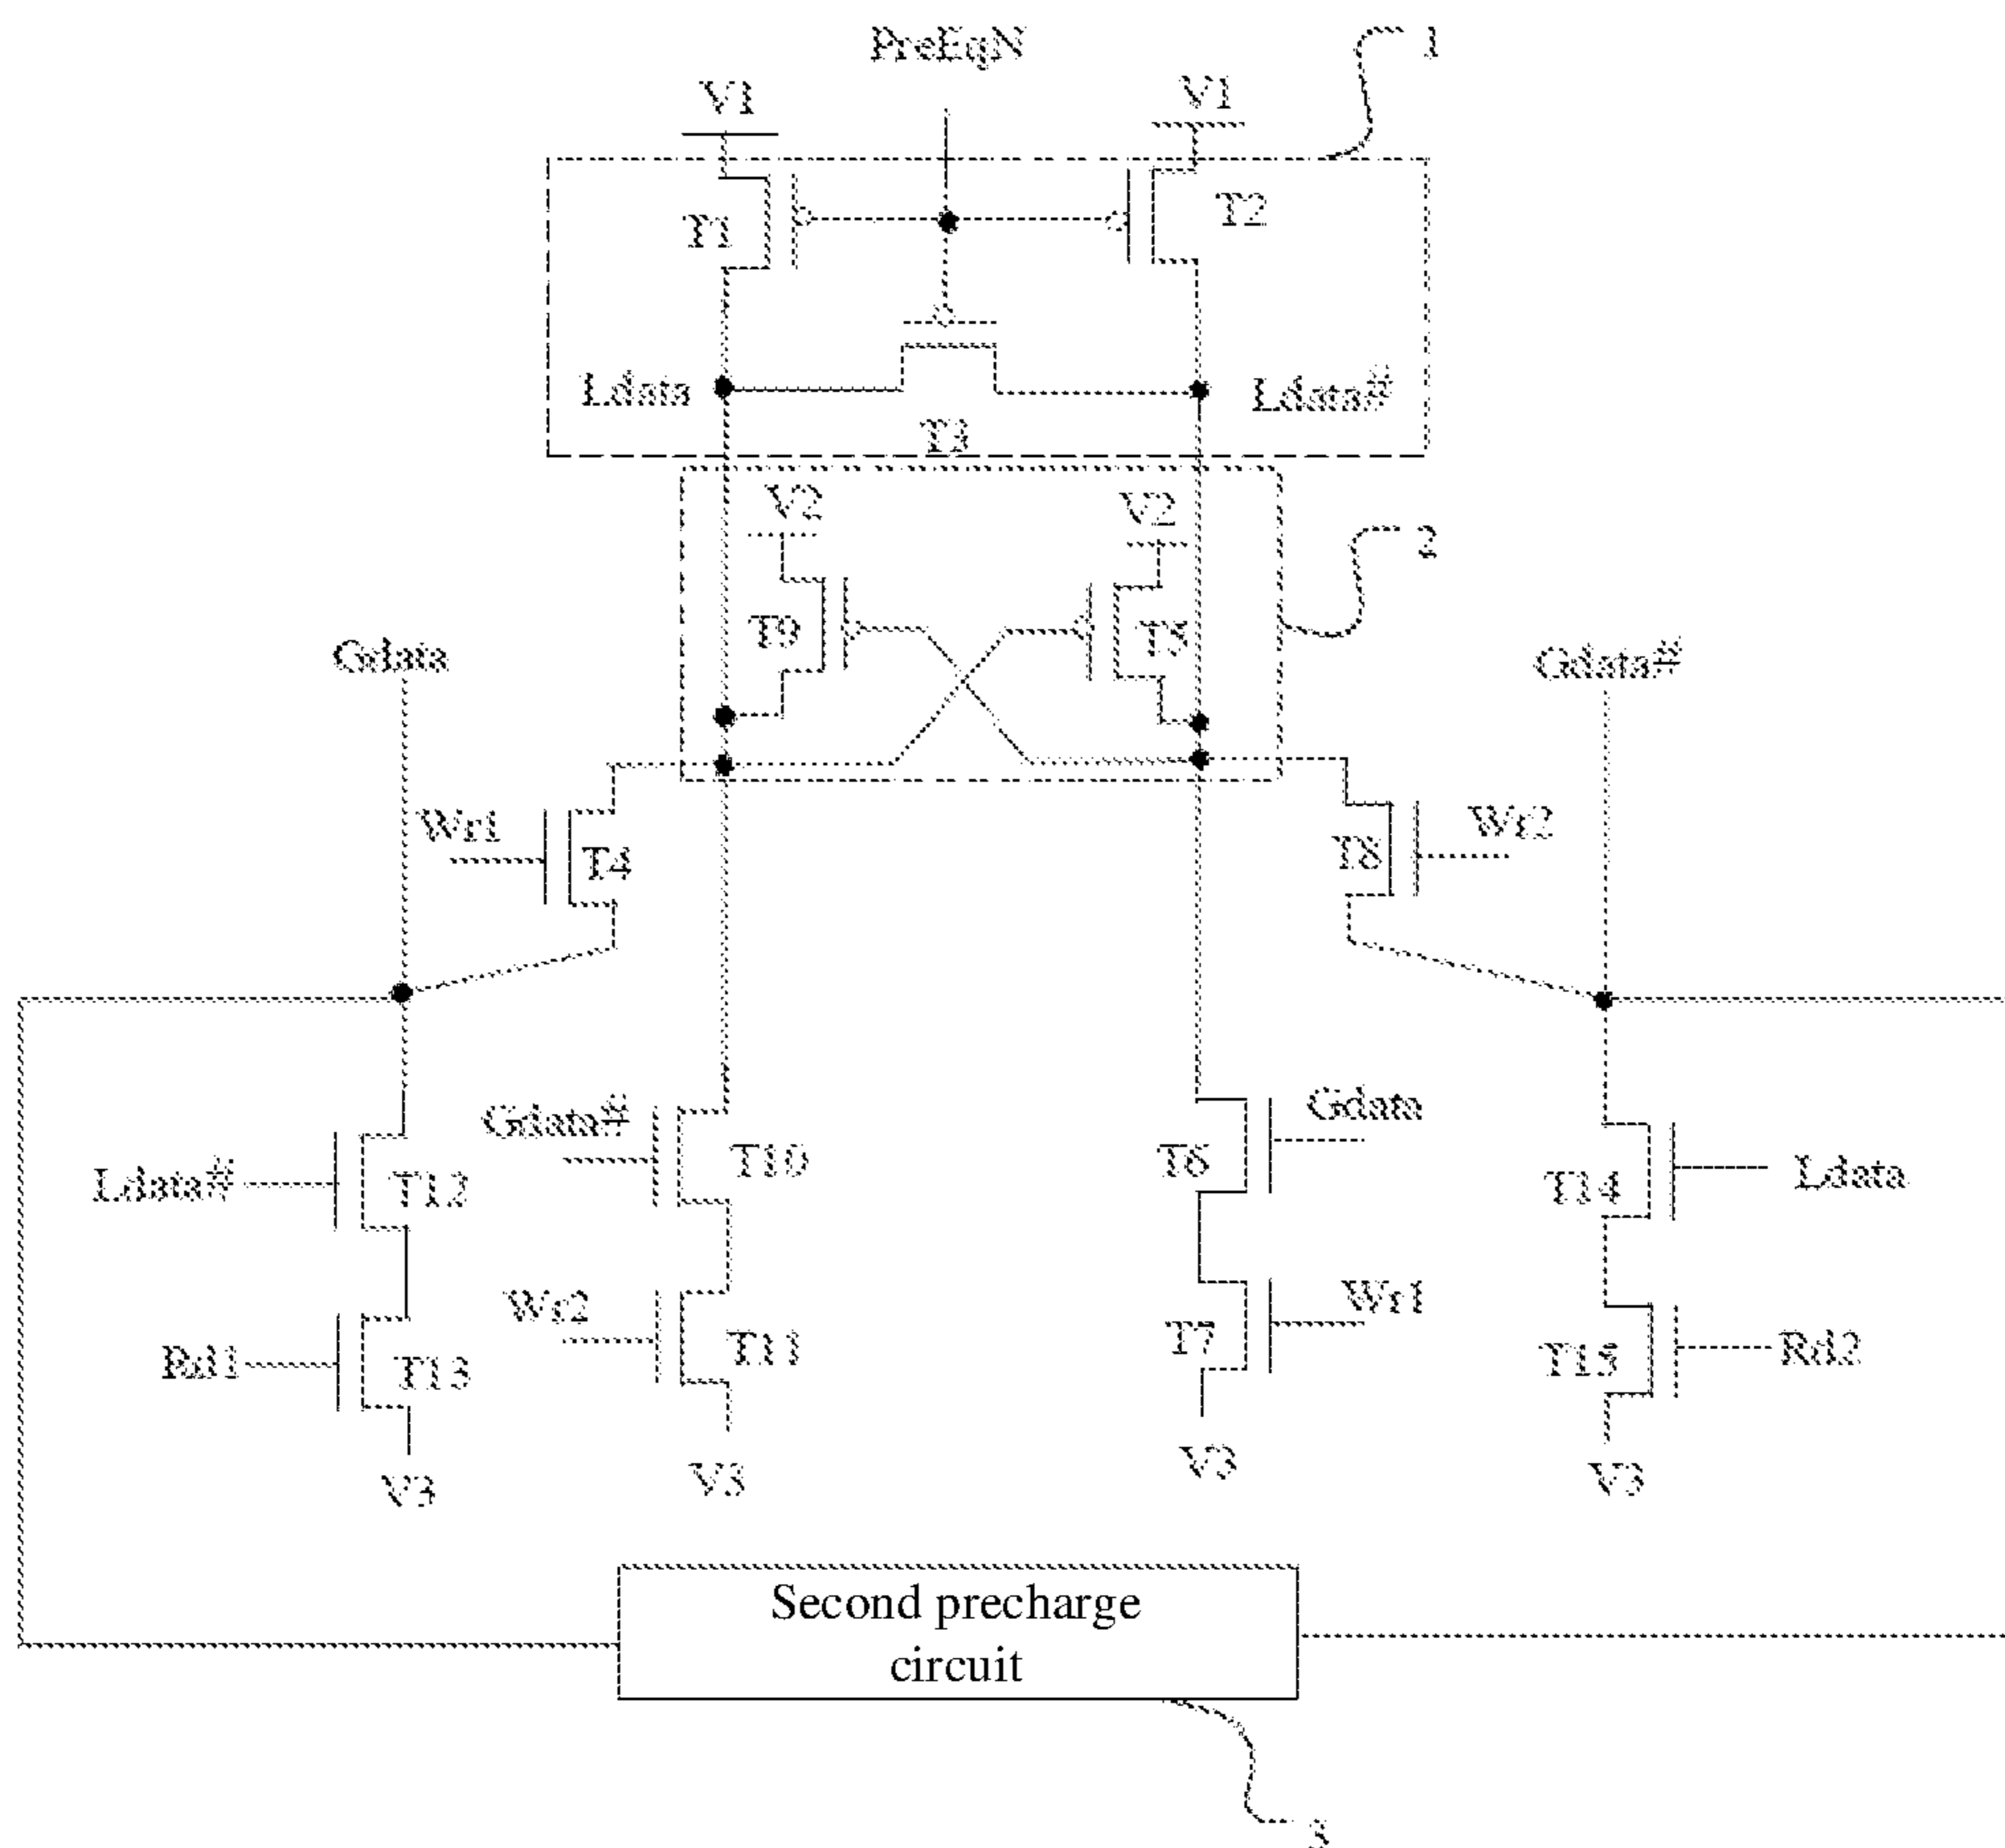 PreEqN
1
V1
V1
T1
T2
Ldata
Ldata#
T3
V2
V2
2
T9
T5
Gdata
Gdata#
Wr1
T4
T8
Wr2
Gdata#
T10
T6
Gdata
Ldata#
T12
T14
Ldata
Wr2
T11
T7
Wr1
Rd1
T13
T15
Rd2
V3
V3
V3
V3
Second precharge
circuit
3